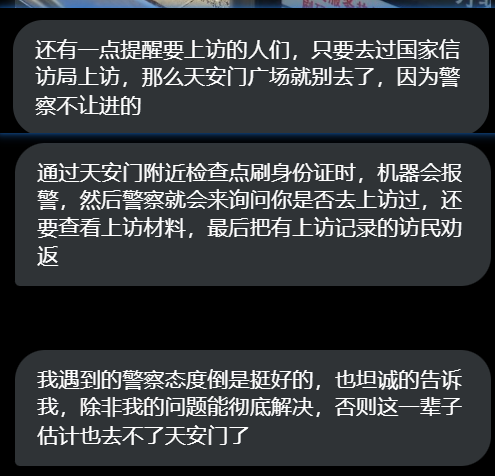 还有一点提醒要上访的人们，只要去过国家信
访局上访，那么天安门广场就别去了，因为警
察不让进的
通过天安门附近检查点刷身份证时，机器会报
警，然后警察就会来询问你是否去上访过，还
要查看上访材料，最后把有上访记录的访民劝
返
我遇到的警察态度倒是挺好的，也坦诚的告诉
我，除非我的问题能彻底解决，否则这一辈子
估计也去不了天安门了